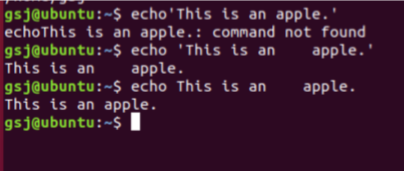 gsj@ubuntu:~$ echo'This is an apple.'
echoThis is an apple.: command not found
gsj@ubuntu:~$ echo 'This is an    apple.'
This is an    apple.
gsj@ubuntu:~$ echo This is an    apple.
This is an apple.
gsj@ubuntu:~$